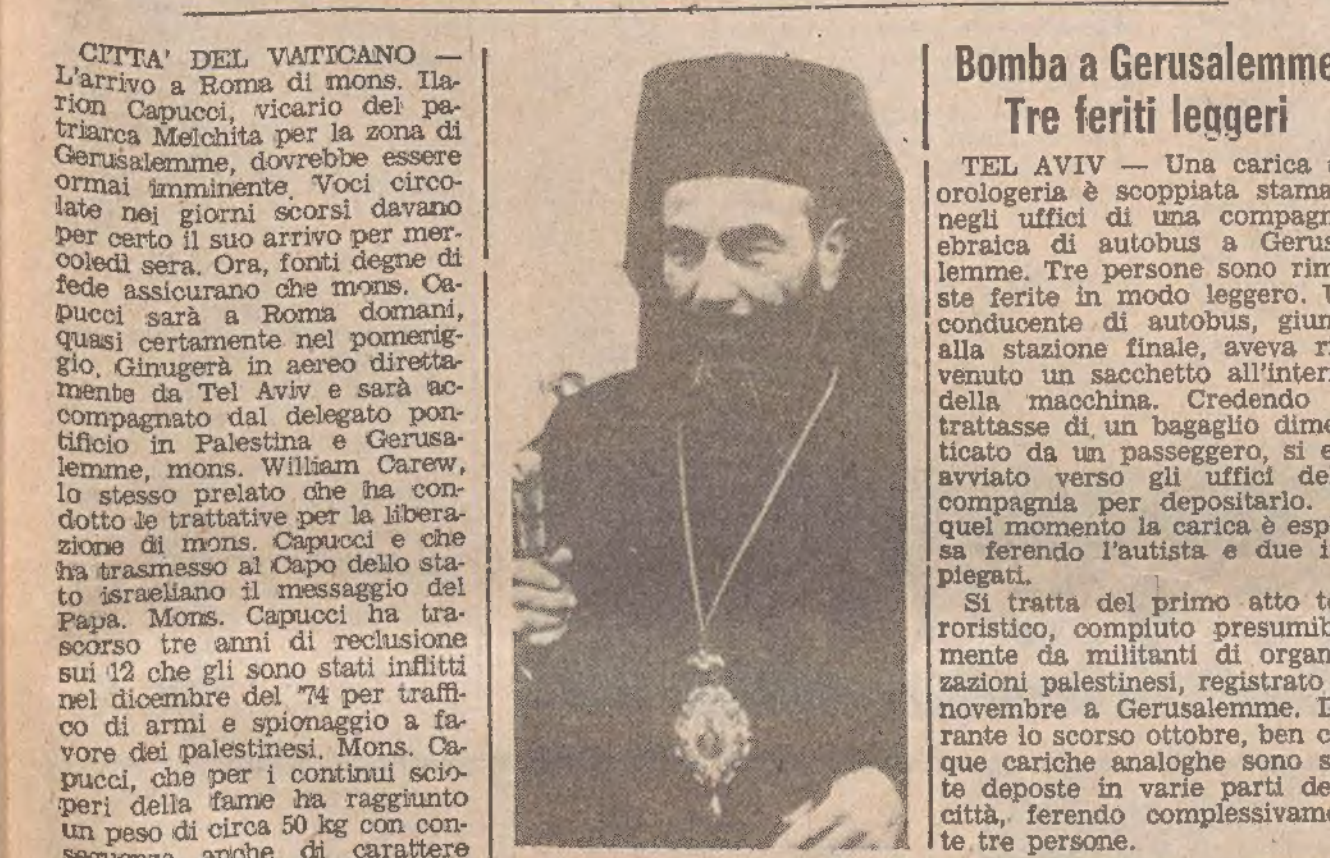 CITTA' DEL VATICANO —
L'arrivo a Roma di mons. Ila-
rion Capucci, vicario del pa-
triarca Melchita per la zona di
Gerusalemme, dovrebbe essere
ormai imminente. Voci circo-
late nei giorni scorsi davano
per certo il suo arrivo per mer-
coledì sera. Ora, fonti degne di
fede assicurano che mons. Ca-
pucci sarà a Roma domani,
quasi certamente nel pomerig-
gio. Ginugerà in aereo diretta-
mente da Tel Aviv e sarà ac-
compagnato dal delegato pon-
tificio in Palestina e Gerusa-
lemme, mons. William Carew,
lo stesso prelato che ha con-
dotto le trattative per la libera-
zione di mons. Capucci e che
ha trasmesso al Capo dello sta-
to israeliano il messaggio del
Papa. Mons. Capucci ha tra-
scorso tre anni di reclusione
sui 12 che gli sono stati inflitti
nel dicembre del '74 per traffi-
co di armi e spionaggio a fa-
vore dei palestinesi. Mons. Ca-
pucci, che per i continui scio-
peri della fame ha raggiunto
un peso di circa 50 kg con con-
anche di carattere
Bomba a Gerusalemme
Tre feriti leggeri
TEL AVIV — Una carica
orologeria è scoppiata stama
negli uffici di una compagn
ebraica di autobus a Gerus
lemme. Tre persone sono rim
ste ferite in modo leggero.
conducente di autobus, giun
alla stazione finale, aveva ri
venuto un sacchetto all'intern
della macchina. Credendo
trattasse di un bagaglio dime
ticato da un passeggero, si e
avviato verso gli uffici de
compagnia per depositarlo.
quel momento la carica è esp
sa ferendo l'autista e due i
piegati.
Si tratta del primo atto te
roristico, compiuto presumib
mente da militanti di organ
zazioni palestinesi, registrato
novembre a Gerusalemme. D
rante lo scorso ottobre, ben c
que cariche analoghe sono s
te deposte in varie parti de
città, ferendo complessivame
te tre persone.